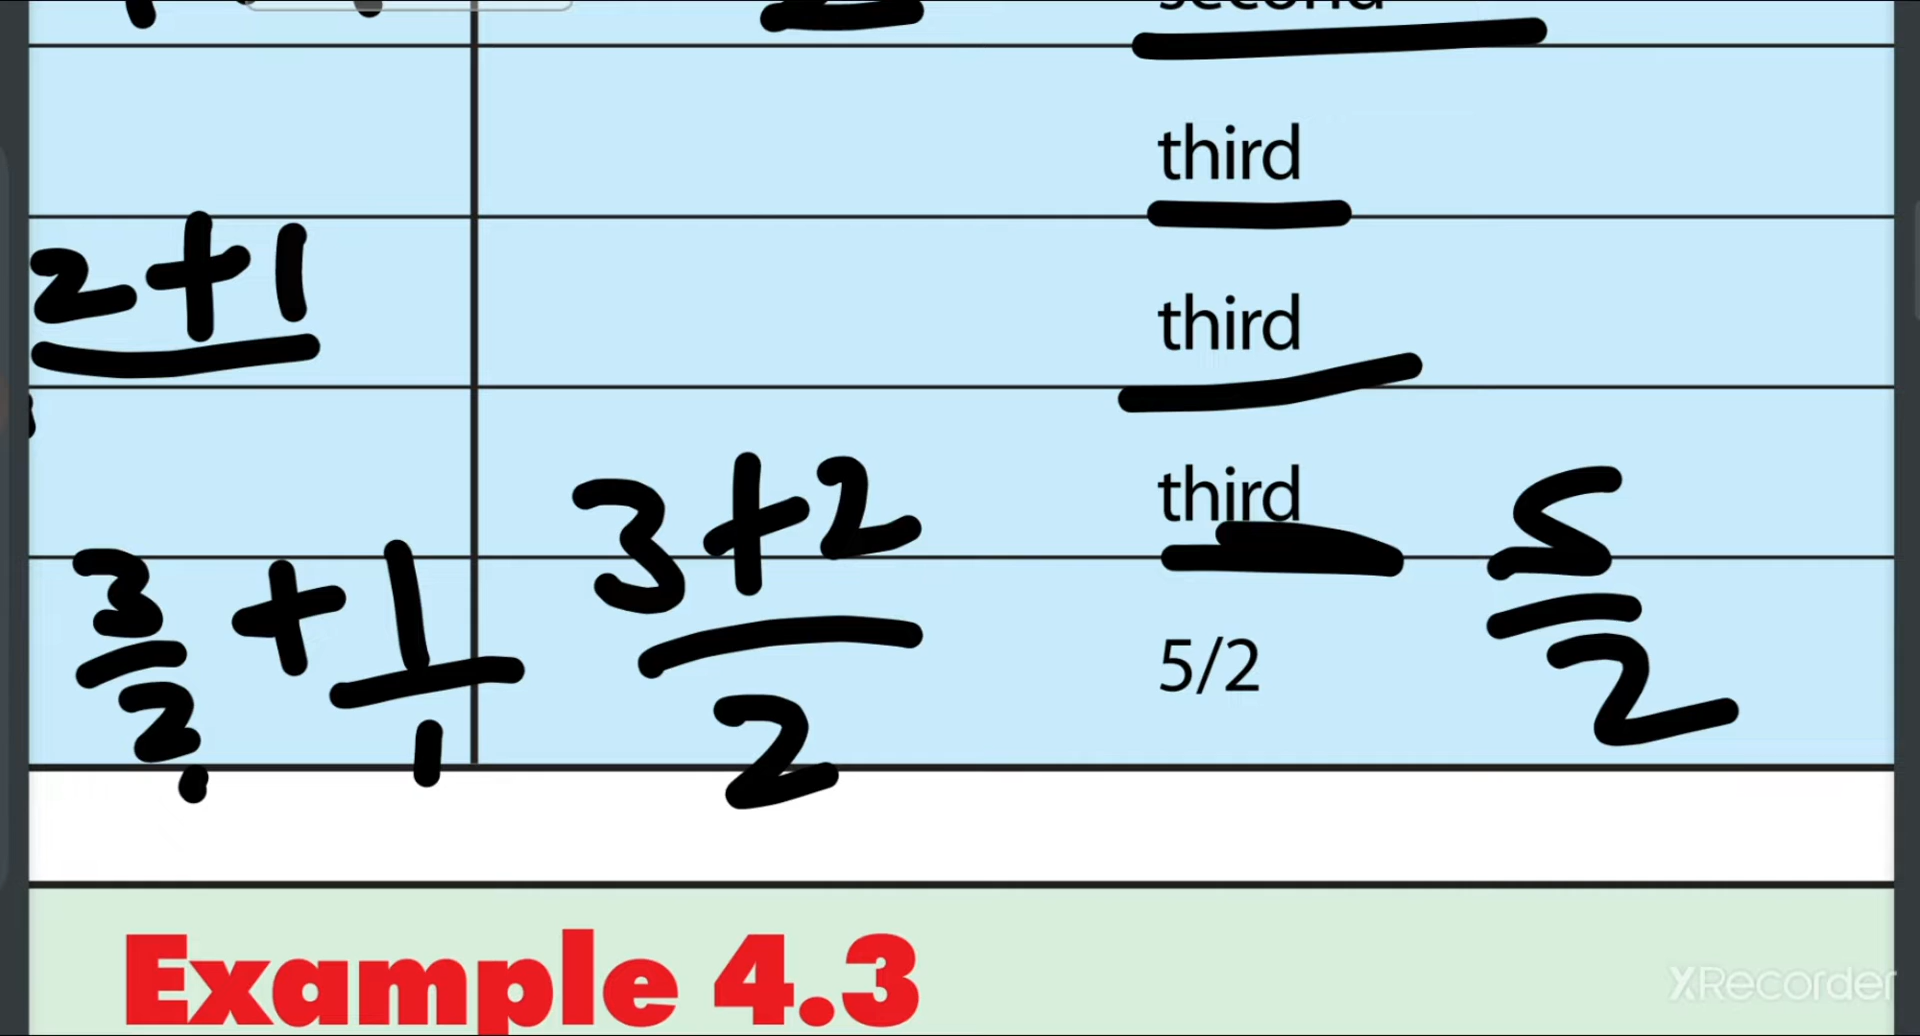 second
third
2+1
third
third
3/2 + 1/1
3+2/2
5/2
5/2
Example 4.3
XRecorder